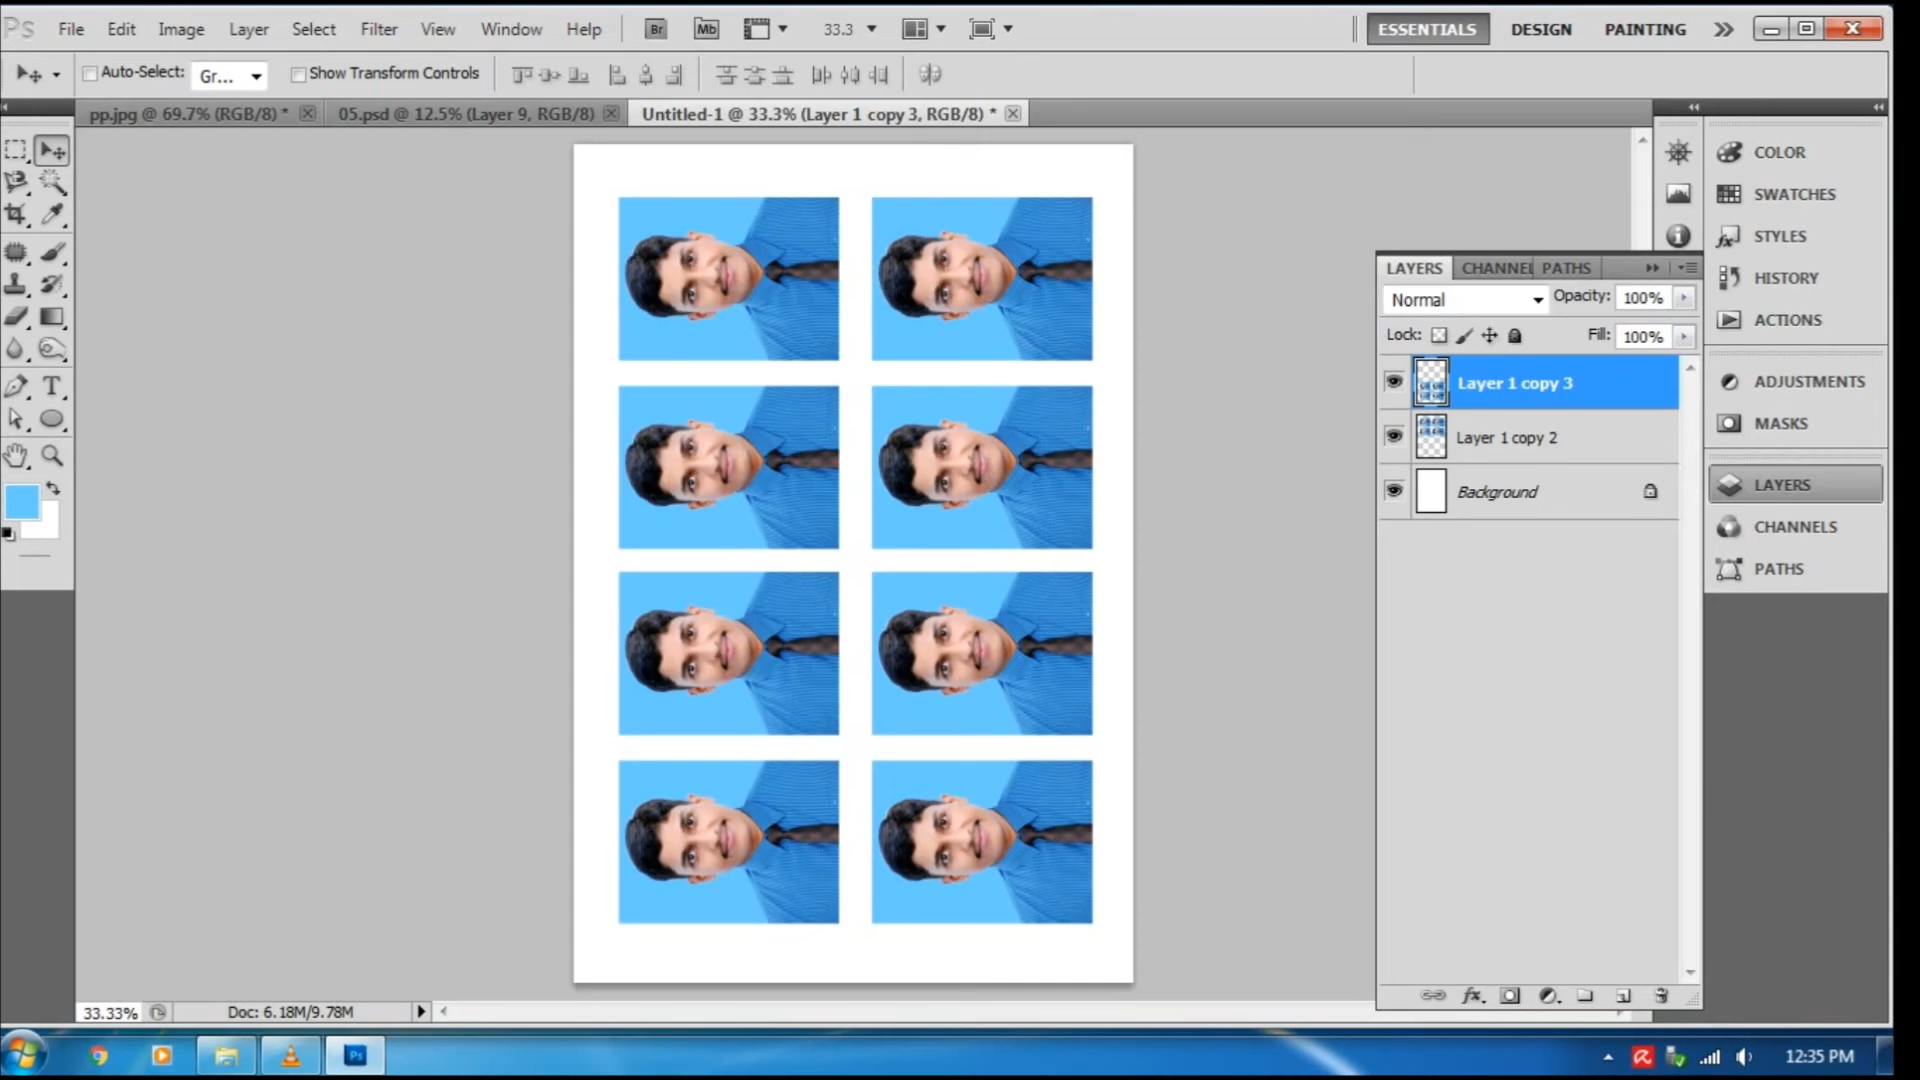 Ps File Edit Image Layer Select Filter View Window Help Br Mb 33.3 ESSENTIALS DESIGN PAINTING
Auto-Select: Gr... Show Transform Controls
pp.jpg @ 69.7% (RGB/8) * 05.psd @ 12.5% (Layer 9, RGB/8) Untitled-1 @ 33.3% (Layer 1 copy 3, RGB/8) *
COLOR
SWATCHES
STYLES
HISTORY
ACTIONS
ADJUSTMENTS
MASKS
LAYERS
CHANNELS
PATHS
LAYERS CHANNEL PATHS
Normal Opacity: 100%
Lock: Fill: 100%
Layer 1 copy 3
Layer 1 copy 2
Background
33.33% Doc: 6.18M/9.78M
Ps 12:35 PM